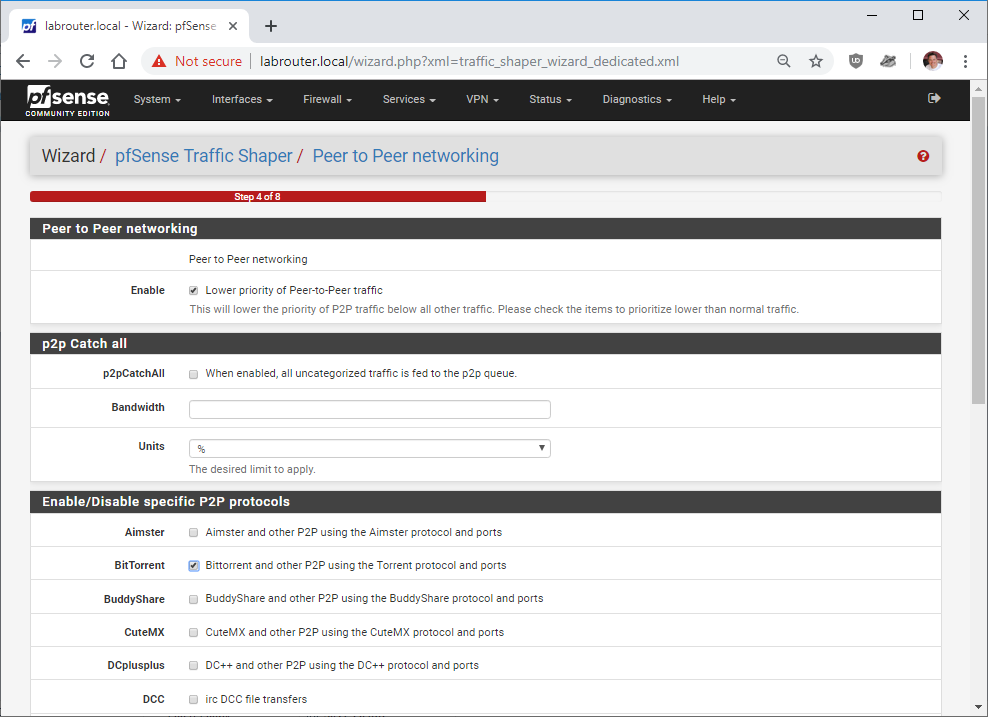 labrouter.local - Wizard: pfSense
Not secure
labrouter.local/wizard.php?xml=traffic_shaper_wizard_dedicated.xml
pfsense
COMMUNITY EDITION
System Interfaces Firewall Services VPN Status Diagnostics Help
Wizard / pfSense Traffic Shaper / Peer to Peer networking
Step 4 of 8
Peer to Peer networking
Peer to Peer networking
Enable Lower priority of Peer-to-Peer traffic
This will lower the priority of P2P traffic below all other traffic. Please check the items to prioritize lower than normal traffic.
p2p Catch all
p2pCatchAll When enabled, all uncategorized traffic is fed to the p2p queue.
Bandwidth
Units %
The desired limit to apply.
Enable/Disable specific P2P protocols
Aimster Aimster and other P2P using the Aimster protocol and ports
BitTorrent Bittorrent and other P2P using the Torrent protocol and ports
BuddyShare BuddyShare and other P2P using the BuddyShare protocol and ports
CuteMX CuteMX and other P2P using the CuteMX protocol and ports
DCplusplus DC++ and other P2P using the DC++ protocol and ports
DCC irc DCC file transfers